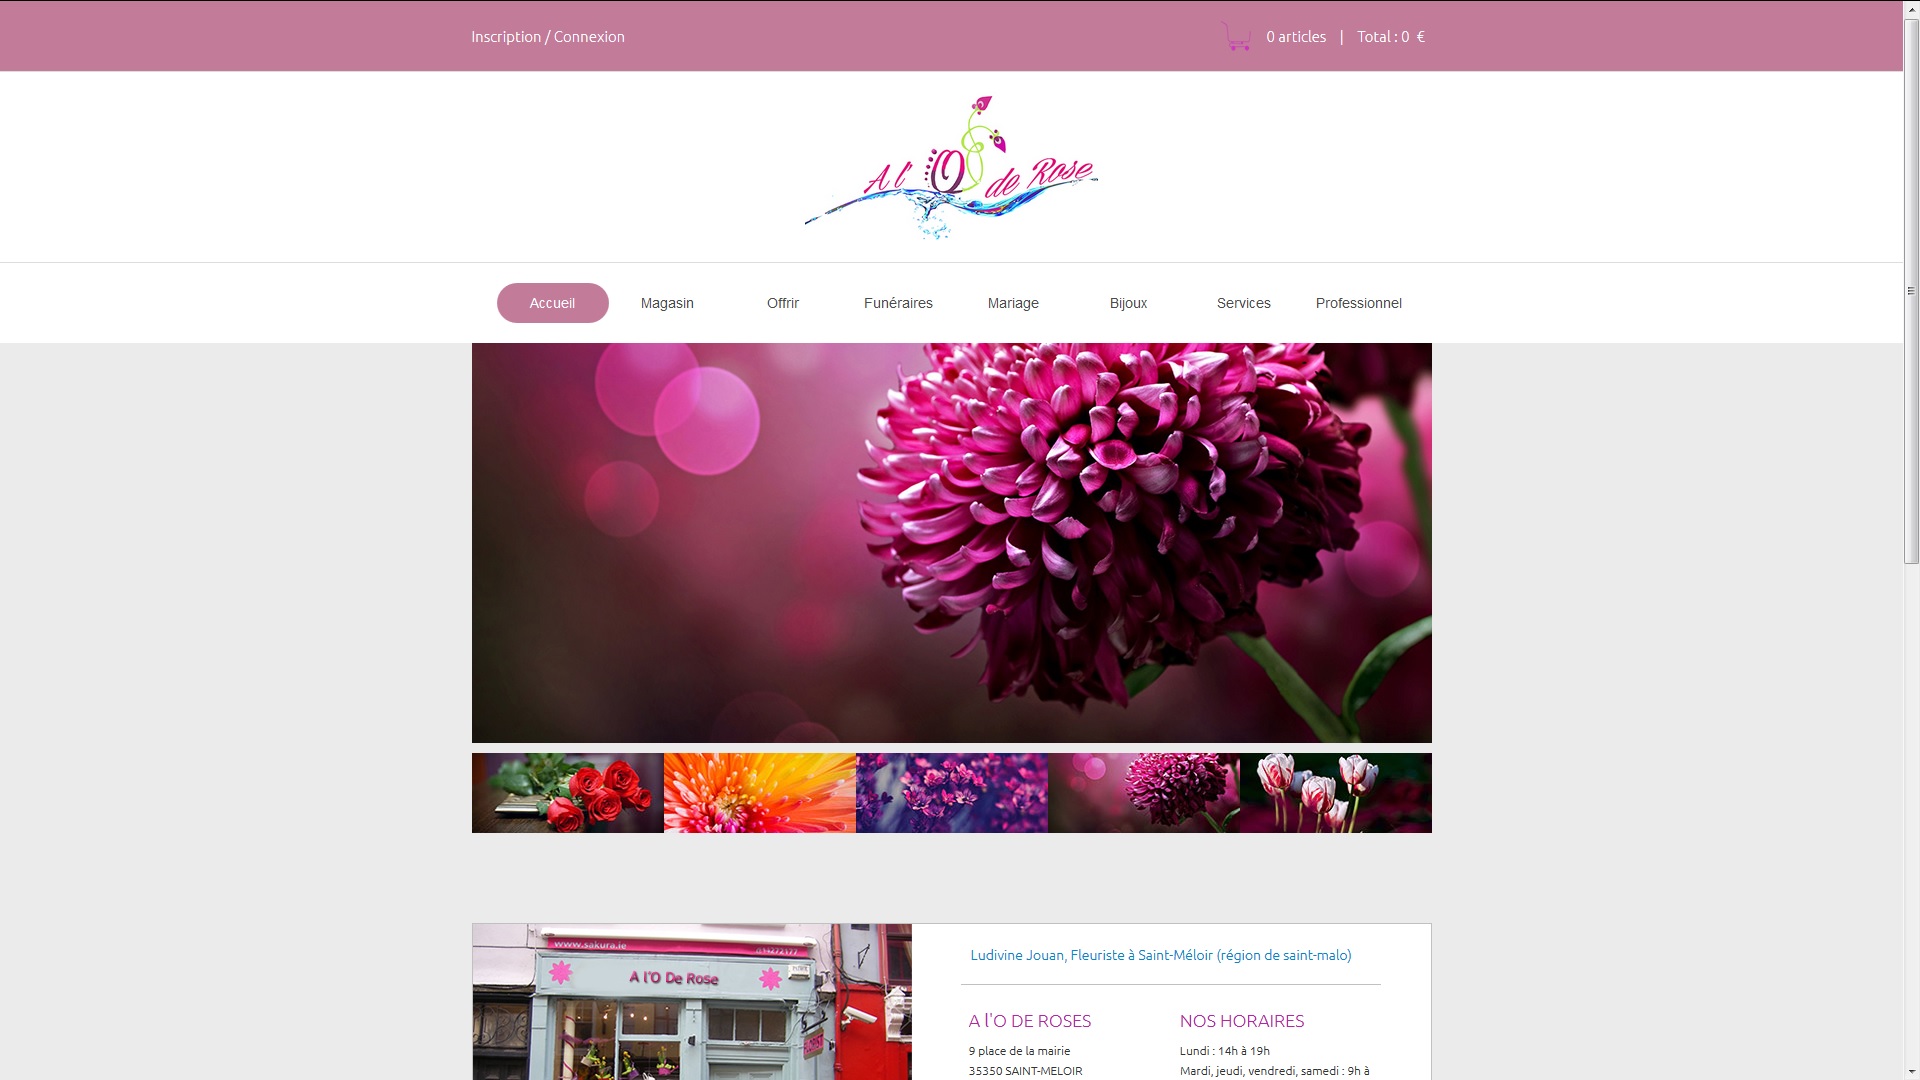 Inscription / Connexion
0 articles | Total : 0 €
A l'O de Rose
Accueil Magasin Offrir Funéraires Mariage Bijoux Services Professionnel
www.sakura.ie
A l'O De Rose
FLORIST
Ludivine Jouan, Fleuriste à Saint-Méloir (région de saint-malo)
A l'O DE ROSES
9 place de la mairie
35350 SAINT-MELOIR
NOS HORAIRES
Lundi : 14h à 19h
Mardi, jeudi, vendredi, samedi : 9h à